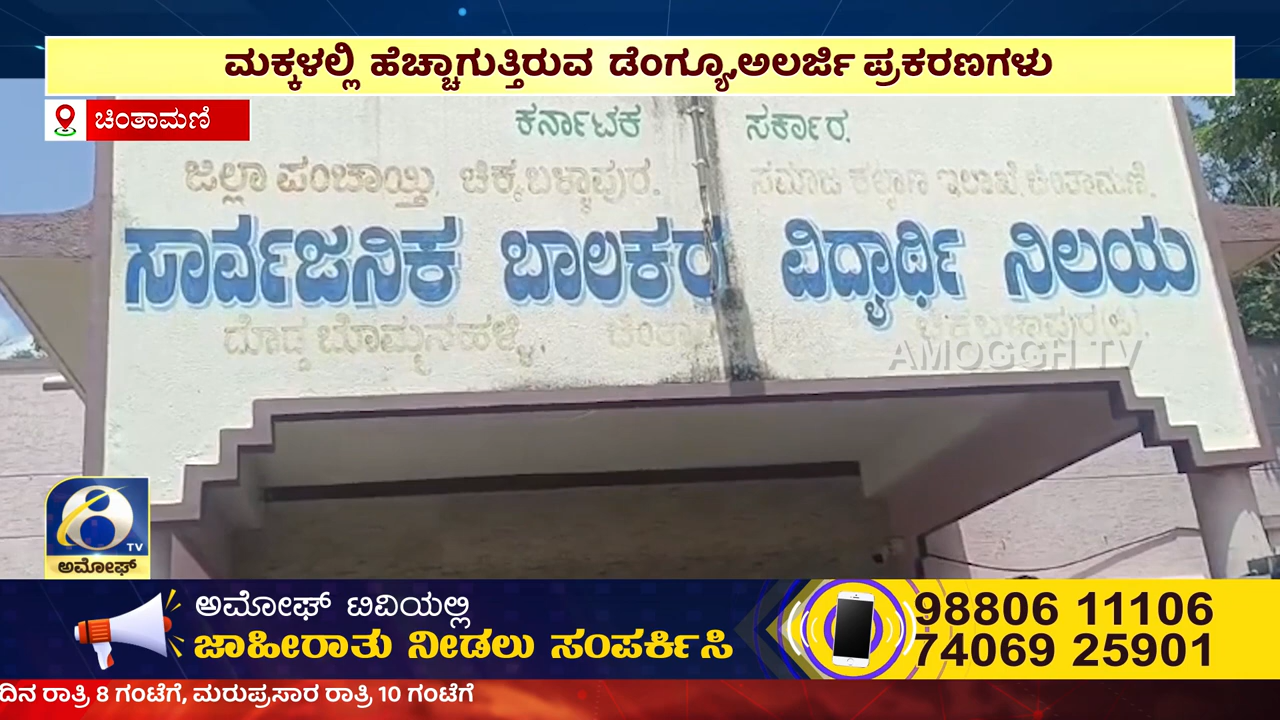 ಮಕ್ಕಳಲ್ಲಿ ಹೆಚ್ಚಾಗುತ್ತಿರುವ ಡೆಂಗ್ಯೂ,ಅಲರ್ಜಿ ಪ್ರಕರಣಗಳು
ಚಿಂತಾಮಣಿ
ಕರ್ನಾಟಕ ಸರ್ಕಾರ.
ಜಿಲ್ಲಾ ಪಂಚಾಯ್ತಿ, ಚಿಕ್ಕಬಳ್ಳಾಪುರ. ಸಮಾಜ ಕಲ್ಯಾಣ ಇಲಾಖೆ, ಚಿಂತಾಮಣಿ.
ಸಾರ್ವಜನಿಕ ಬಾಲಕರ ವಿದ್ಯಾರ್ಥಿ ನಿಲಯ
ದೊಡ್ಡ ಬೊಮ್ಮನಹಳ್ಳಿ,
AMOGGH TV
TV
ಅಮೋಘ್
ಅಮೋಘ್ ಟಿವಿಯಲ್ಲಿ
ಜಾಹೀರಾತು ನೀಡಲು ಸಂಪರ್ಕಿಸಿ
98806 11106
74069 25901
ದಿನ ರಾತ್ರಿ 8 ಗಂಟೆಗೆ, ಮರುಪ್ರಸಾರ ರಾತ್ರಿ 10 ಗಂಟೆಗೆ